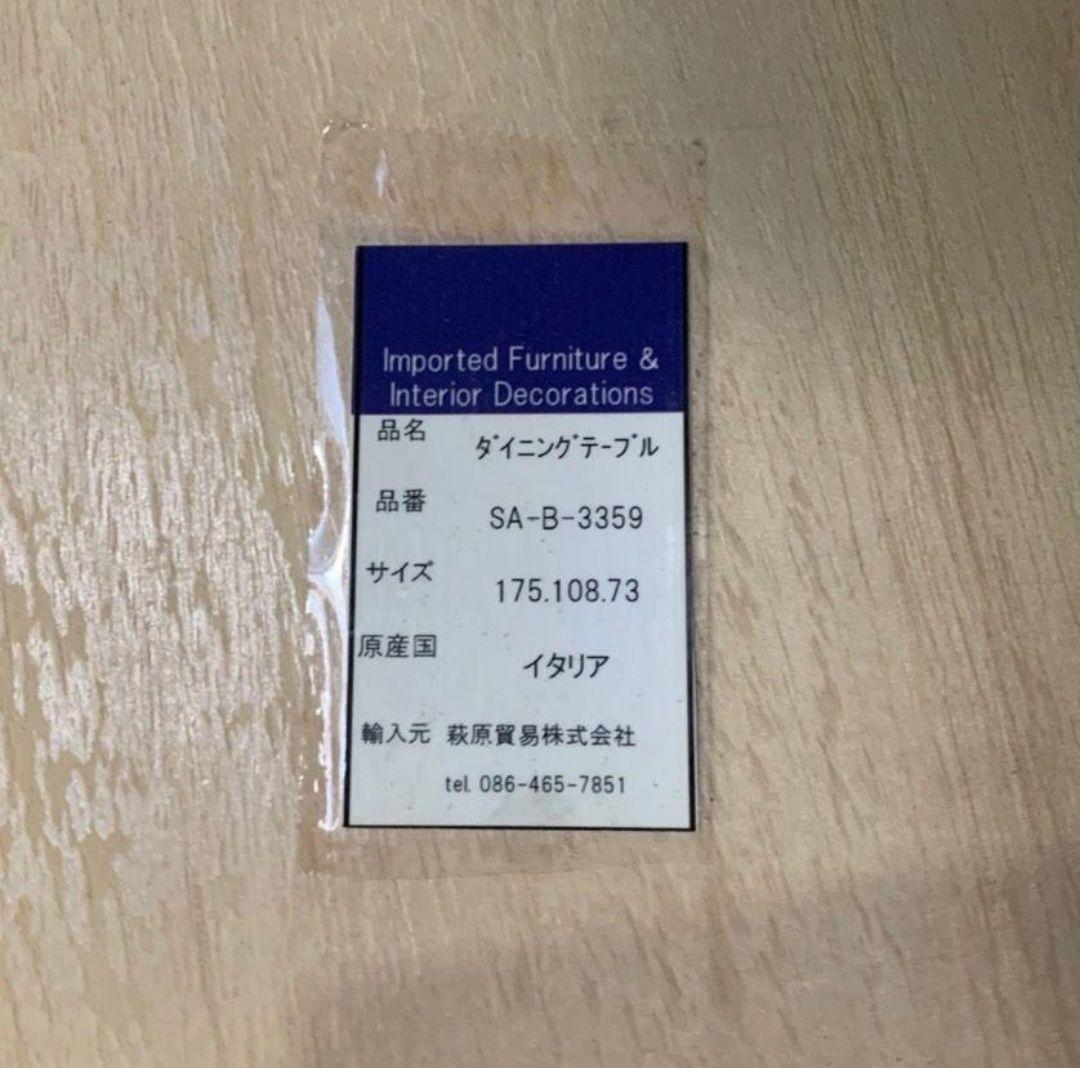 Imported Furniture &
Interior Decorations
品名 ﾀﾞイニングテーブル
品番 SA-B-3359
サイズ 175.108.73
原産国 イタリア
輸入元 萩原貿易株式会社
tel. 086-465-7851